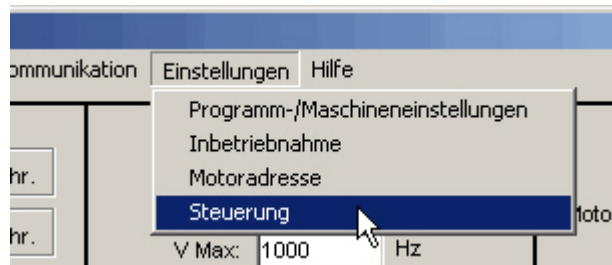 ommunikation Einstellungen Hilfe
Programm-/Maschineneinstellungen
Inbetriebnahme
Motoradresse
Steuerung
hr.
hr.
Moto
V Max: 1000 Hz